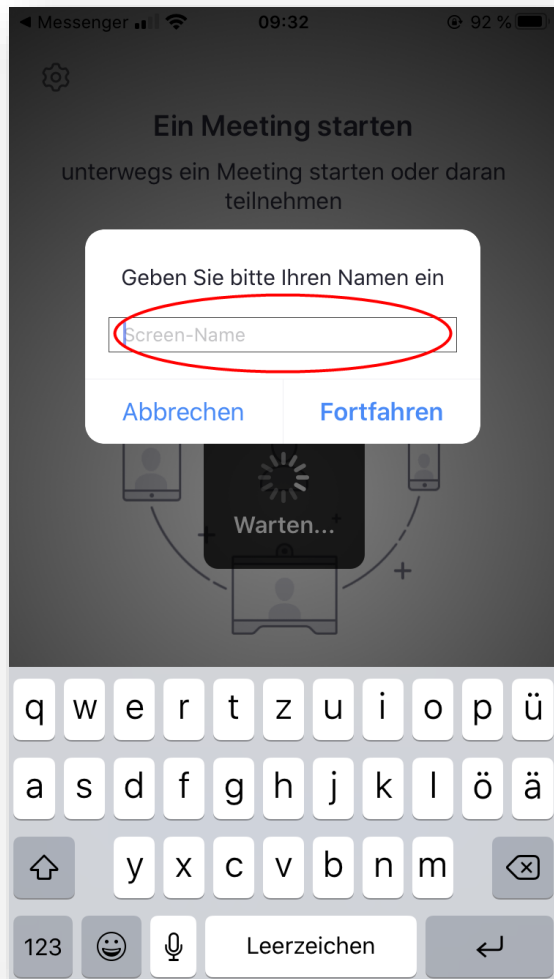 Messenger 09:32 92 %
Ein Meeting starten
unterwegs ein Meeting starten oder daran
teilnehmen
Geben Sie bitte Ihren Namen ein
Screen-Name
Abbrechen Fortfahren
Warten...
q w e r t z u i o p ü
a s d f g h j k l ö ä
y x c v b n m
123 Leerzeichen